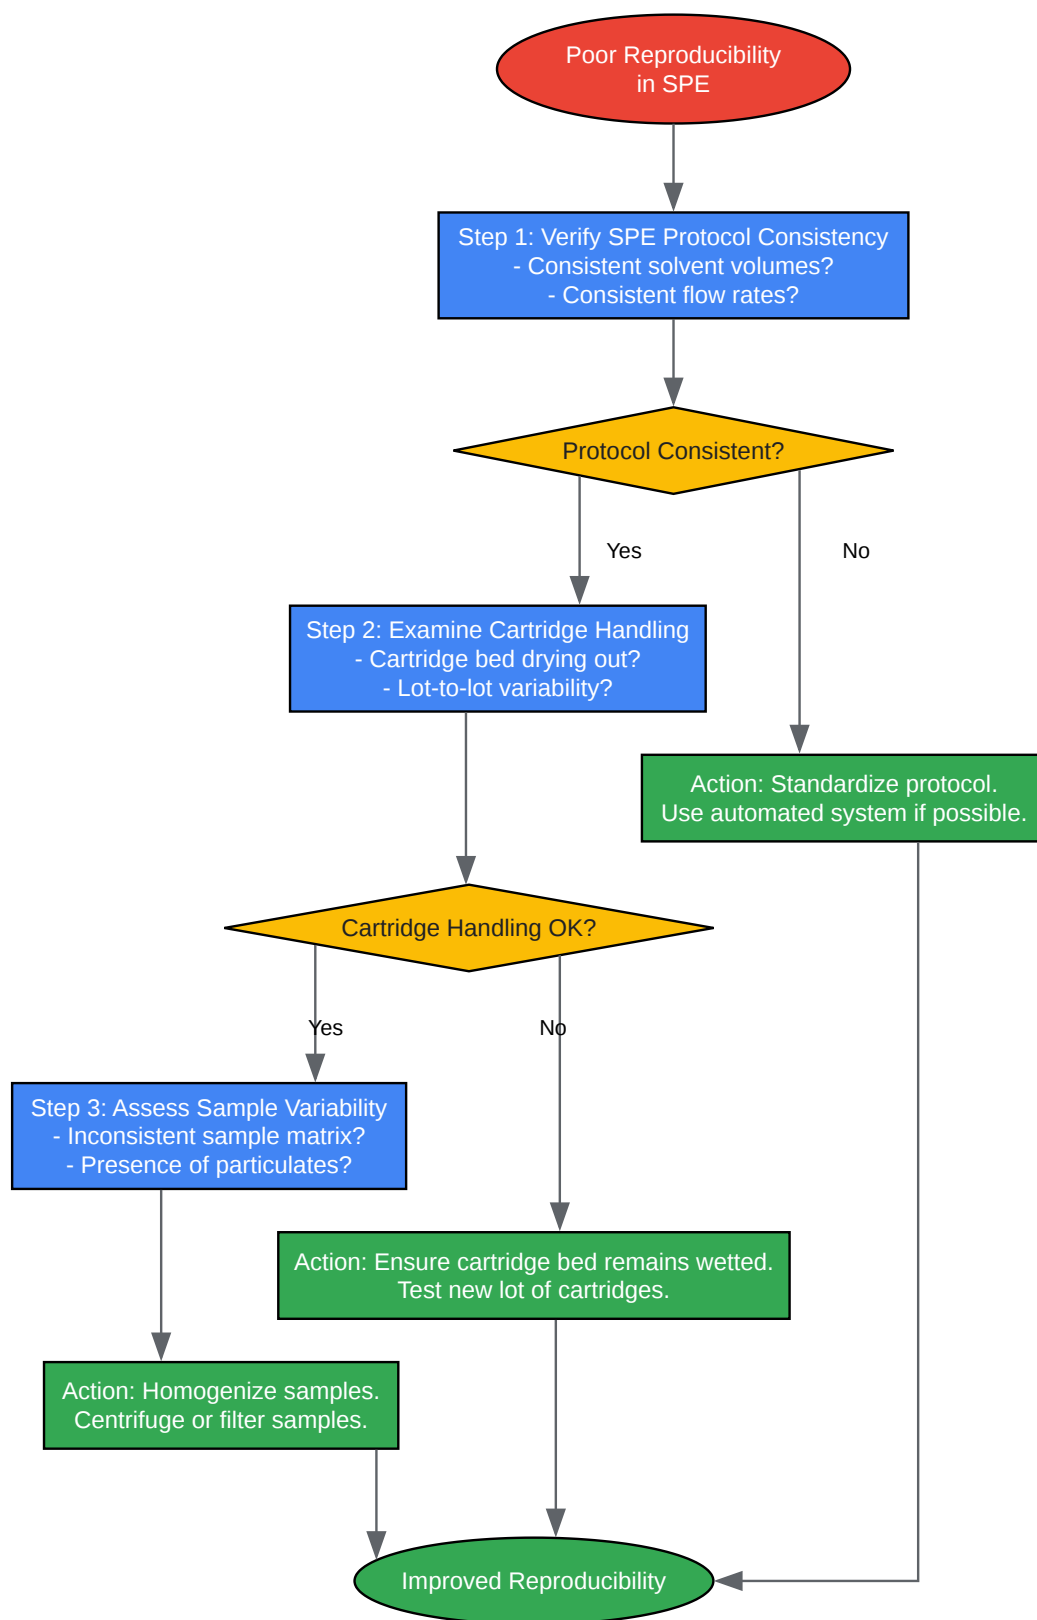 Poor Reproducibility
in SPE
Step 1: Verify SPE Protocol Consistency
- Consistent solvent volumes?
- Consistent flow rates?
Protocol Consistent?
Yes
No
Step 2: Examine Cartridge Handling
- Cartridge bed drying out?
- Lot-to-lot variability?
Action: Standardize protocol.
Use automated system if possible.
Cartridge Handling OK?
Yes
No
Step 3: Assess Sample Variability
- Inconsistent sample matrix?
- Presence of particulates?
Action: Ensure cartridge bed remains wetted.
Test new lot of cartridges.
Action: Homogenize samples.
Centrifuge or filter samples.
Improved Reproducibility